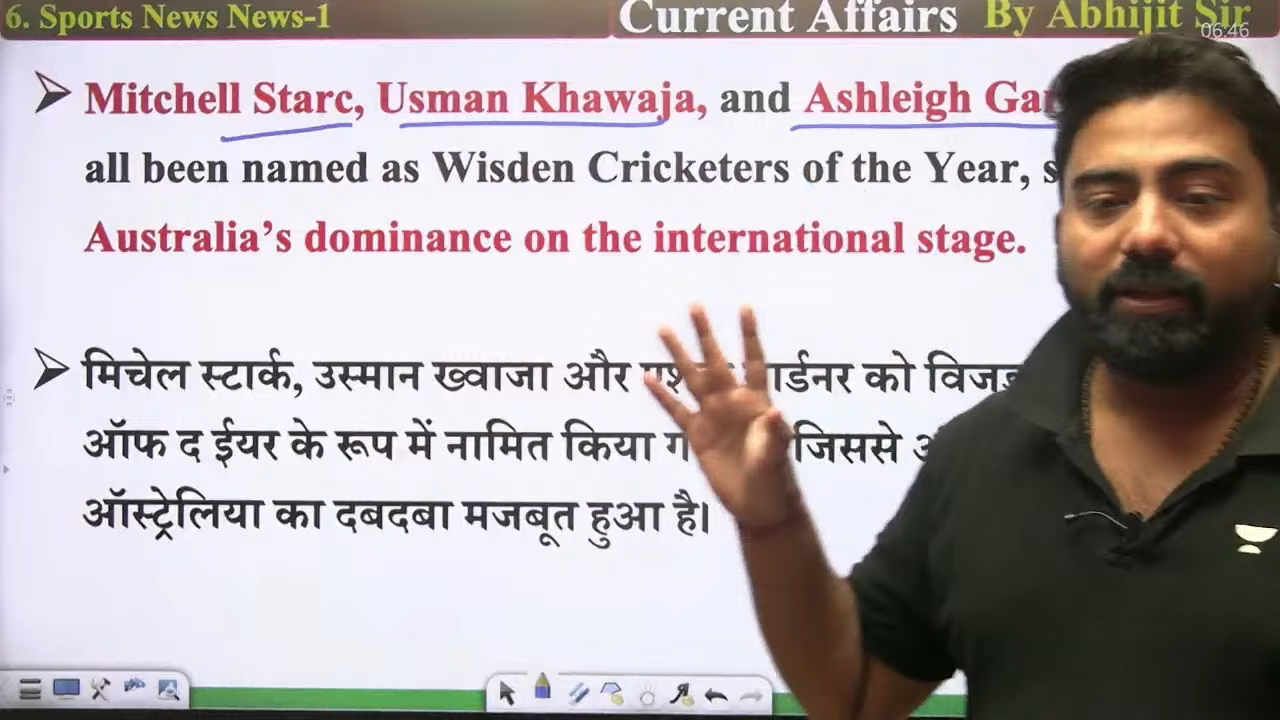 6. Sports News News-1
Current Affairs By Abhijit Sir
06:46
Mitchell Starc, Usman Khawaja, and Ashleigh
all been named as Wisden Cricketers of the Year,
Australia's dominance on the international stage.
मिचेल स्टार्क, उस्मान ख्वाजा और को
ऑफ द ईयर के रूप में नामित किया जिससे
ऑस्ट्रेलिया का दबदबा मजबूत हुआ है।